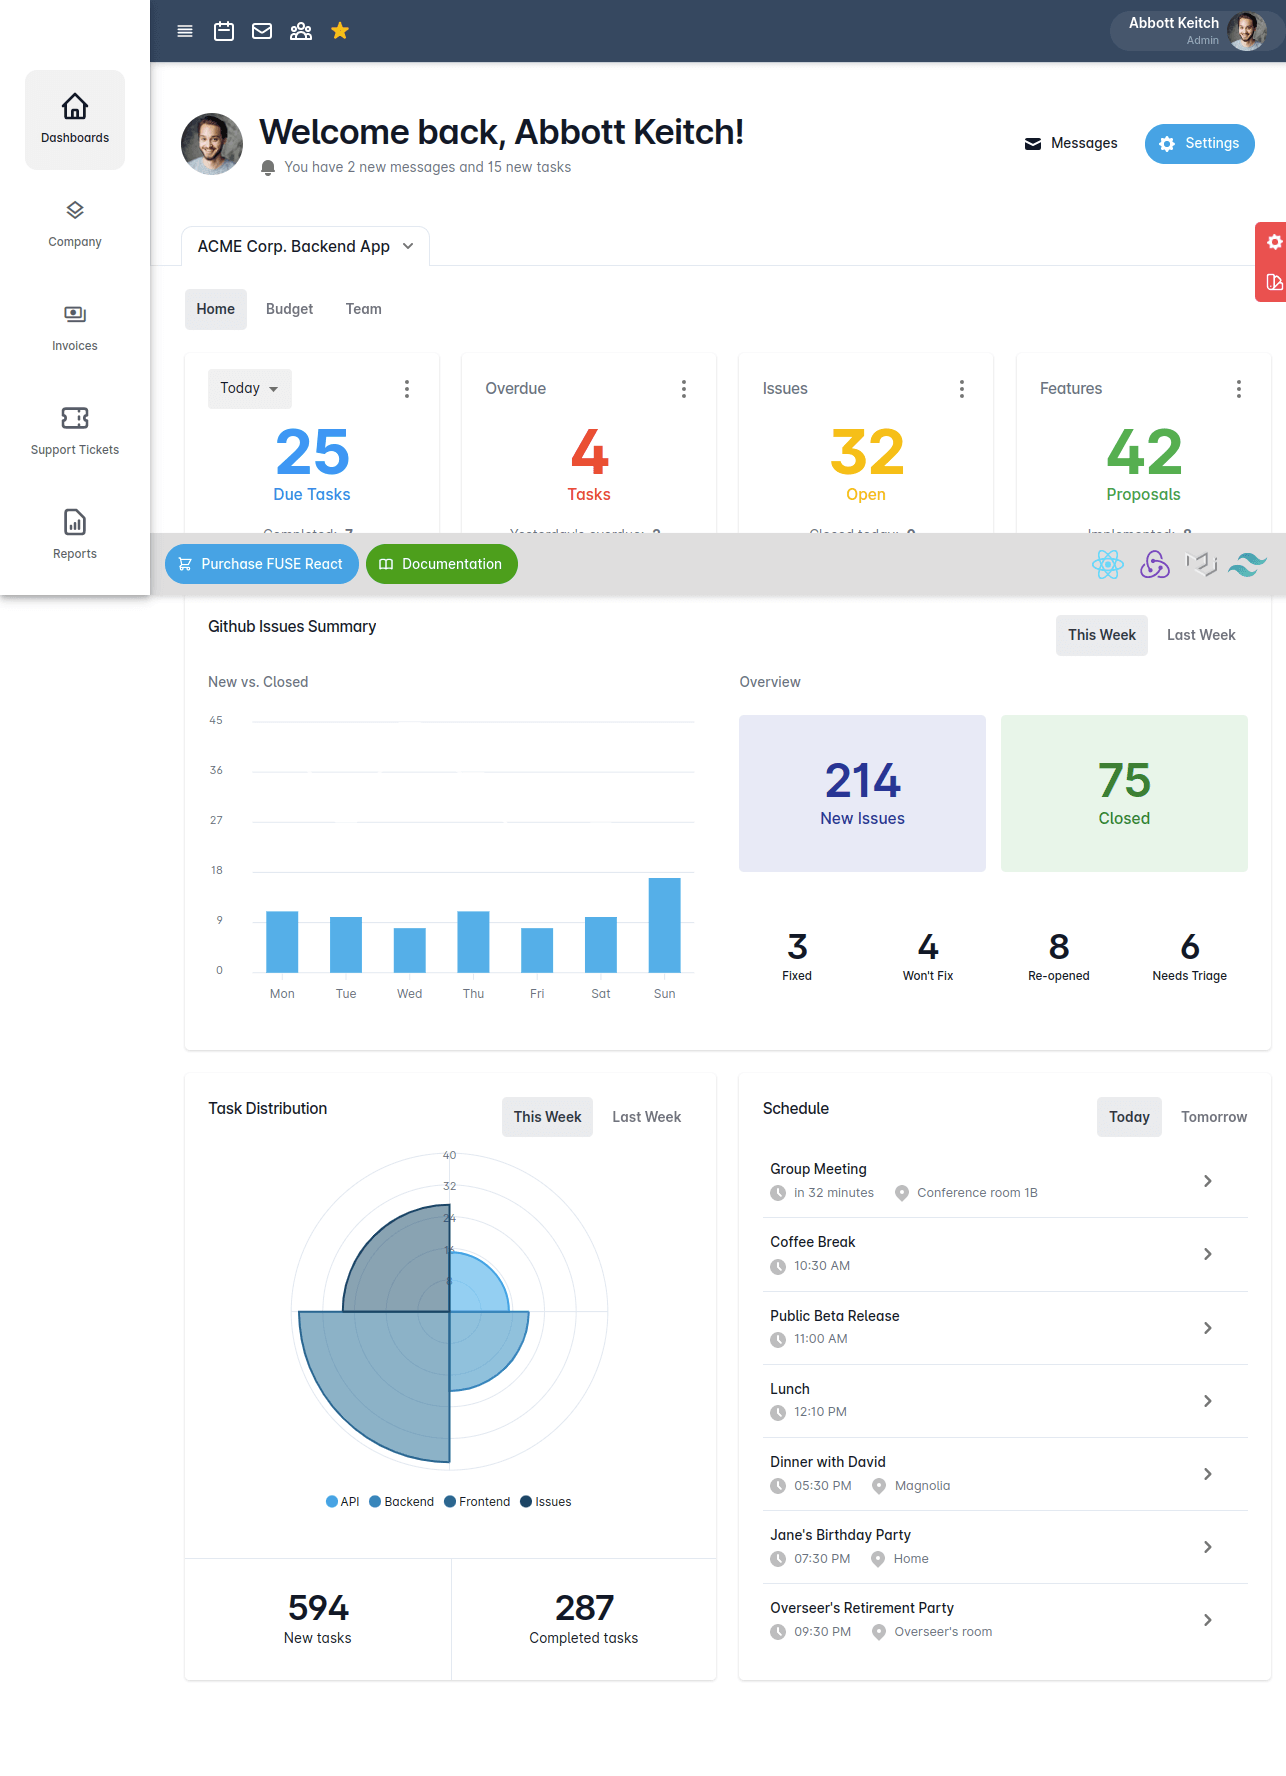 Abbott Keitch
Admin
Dashboards
Company
Invoices
Support Tickets
Reports
Welcome back, Abbott Keitch!
You have 2 new messages and 15 new tasks
Messages
Settings
ACME Corp. Backend App
Home Budget Team
Today
25
Due Tasks
Overdue
4
Tasks
Issues
32
Open
Features
42
Proposals
Purchase FUSE React
Documentation
Github Issues Summary
This Week Last Week
New vs. Closed
45
36
27
18
9
0
Mon Tue Wed Thu Fri Sat Sun
Overview
214
New Issues
75
Closed
3
Fixed
4
Won't Fix
8
Re-opened
6
Needs Triage
Task Distribution
This Week Last Week
40
32
24
16
8
API Backend Frontend Issues
594
New tasks
287
Completed tasks
Schedule
Today Tomorrow
Group Meeting
in 32 minutes Conference room 1B
Coffee Break
10:30 AM
Public Beta Release
11:00 AM
Lunch
12:10 PM
Dinner with David
05:30 PM Magnolia
Jane's Birthday Party
07:30 PM Home
Overseer's Retirement Party
09:30 PM Overseer's room